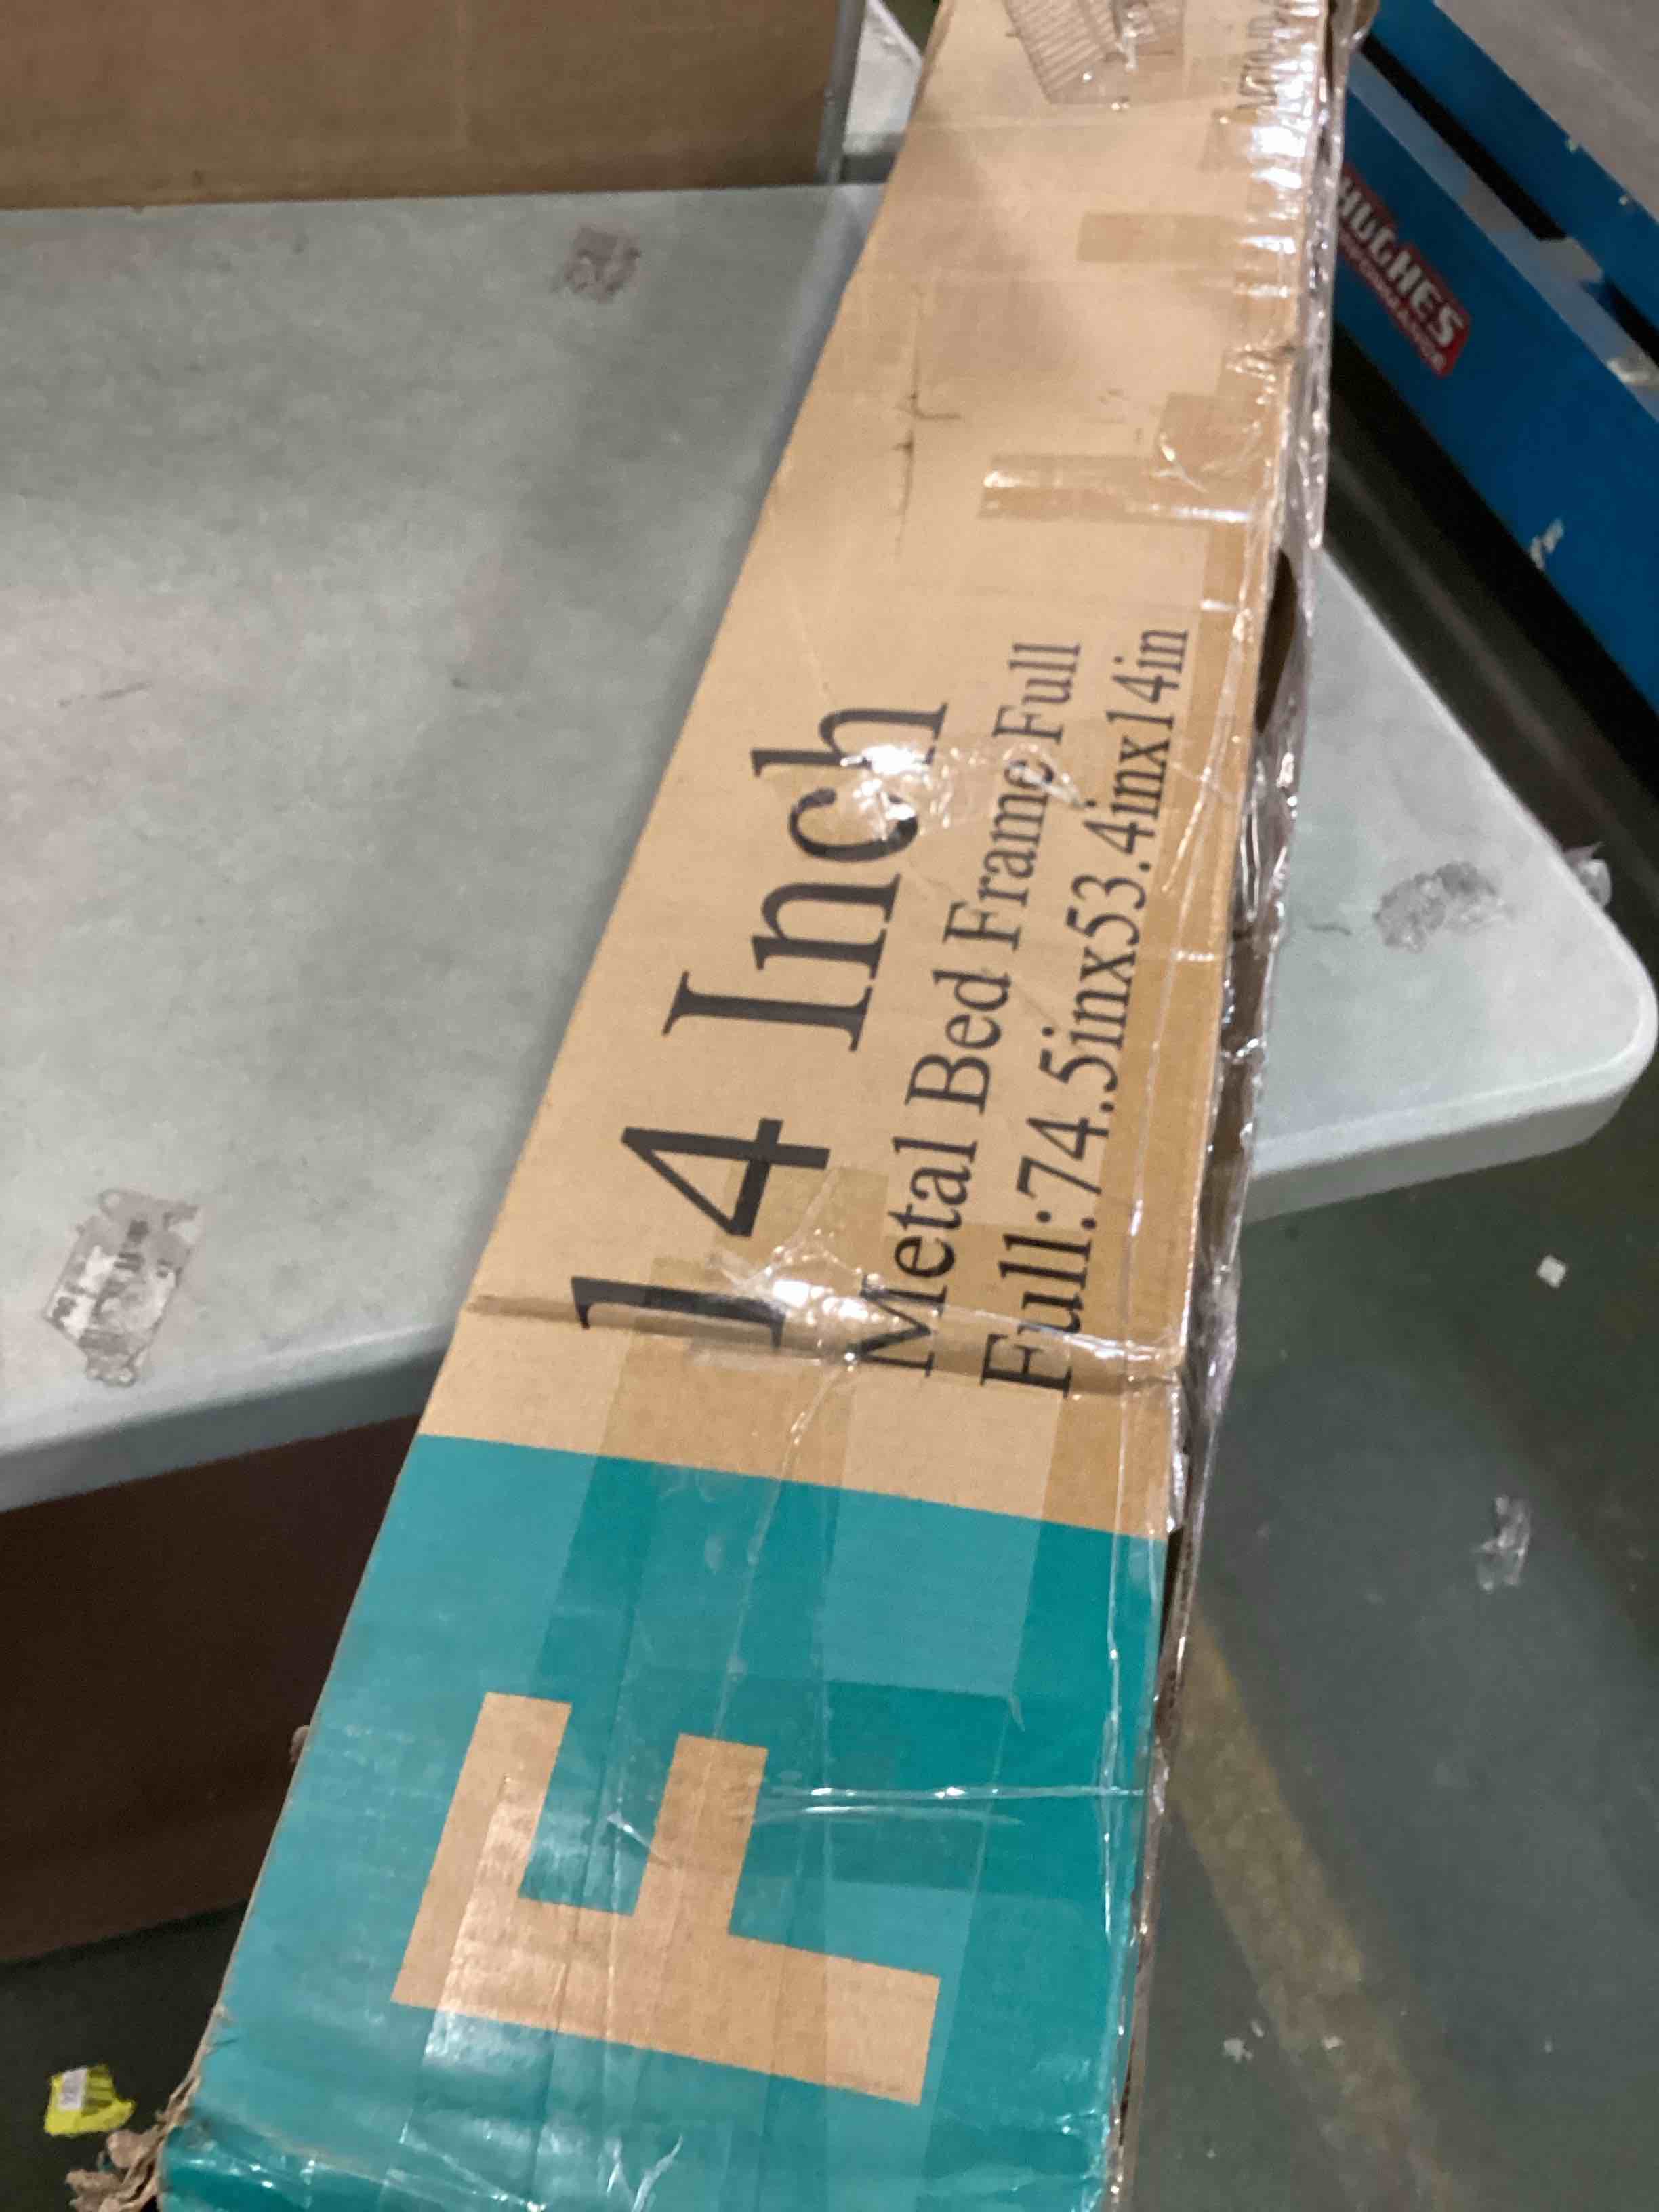 14 Inch
Metal Bed Frame Full
Full:74.5inx53.4inx14in
F
HUGHES